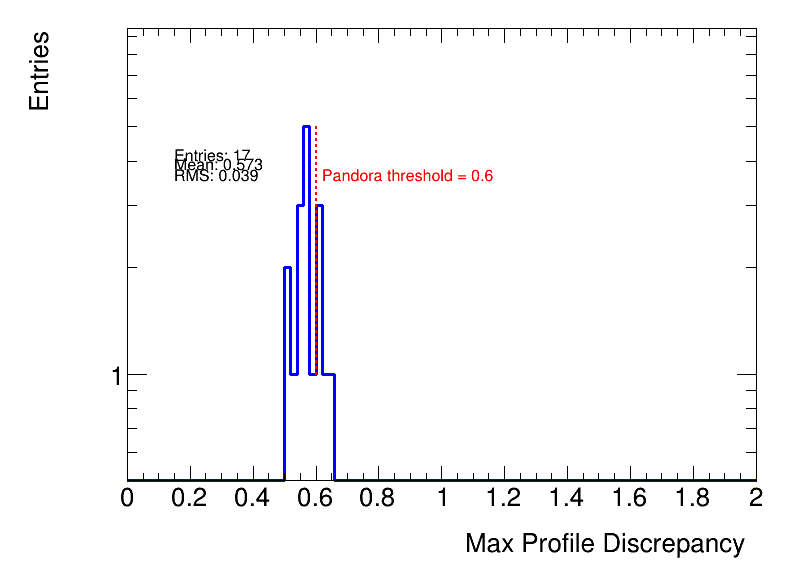 Entries
Entries: 17
Mean: 0.573
RMS: 0.039
Pandora threshold = 0.6
1
0 0.2 0.4 0.6 0.8 1 1.2 1.4 1.6 1.8 2
Max Profile Discrepancy